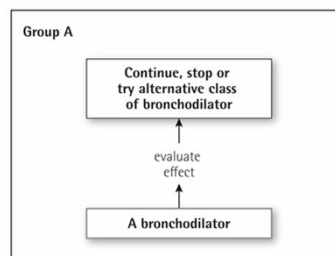 Group A
Continue, stop or
try alternative class
of bronchodilator
evaluate
effect
A bronchodilator